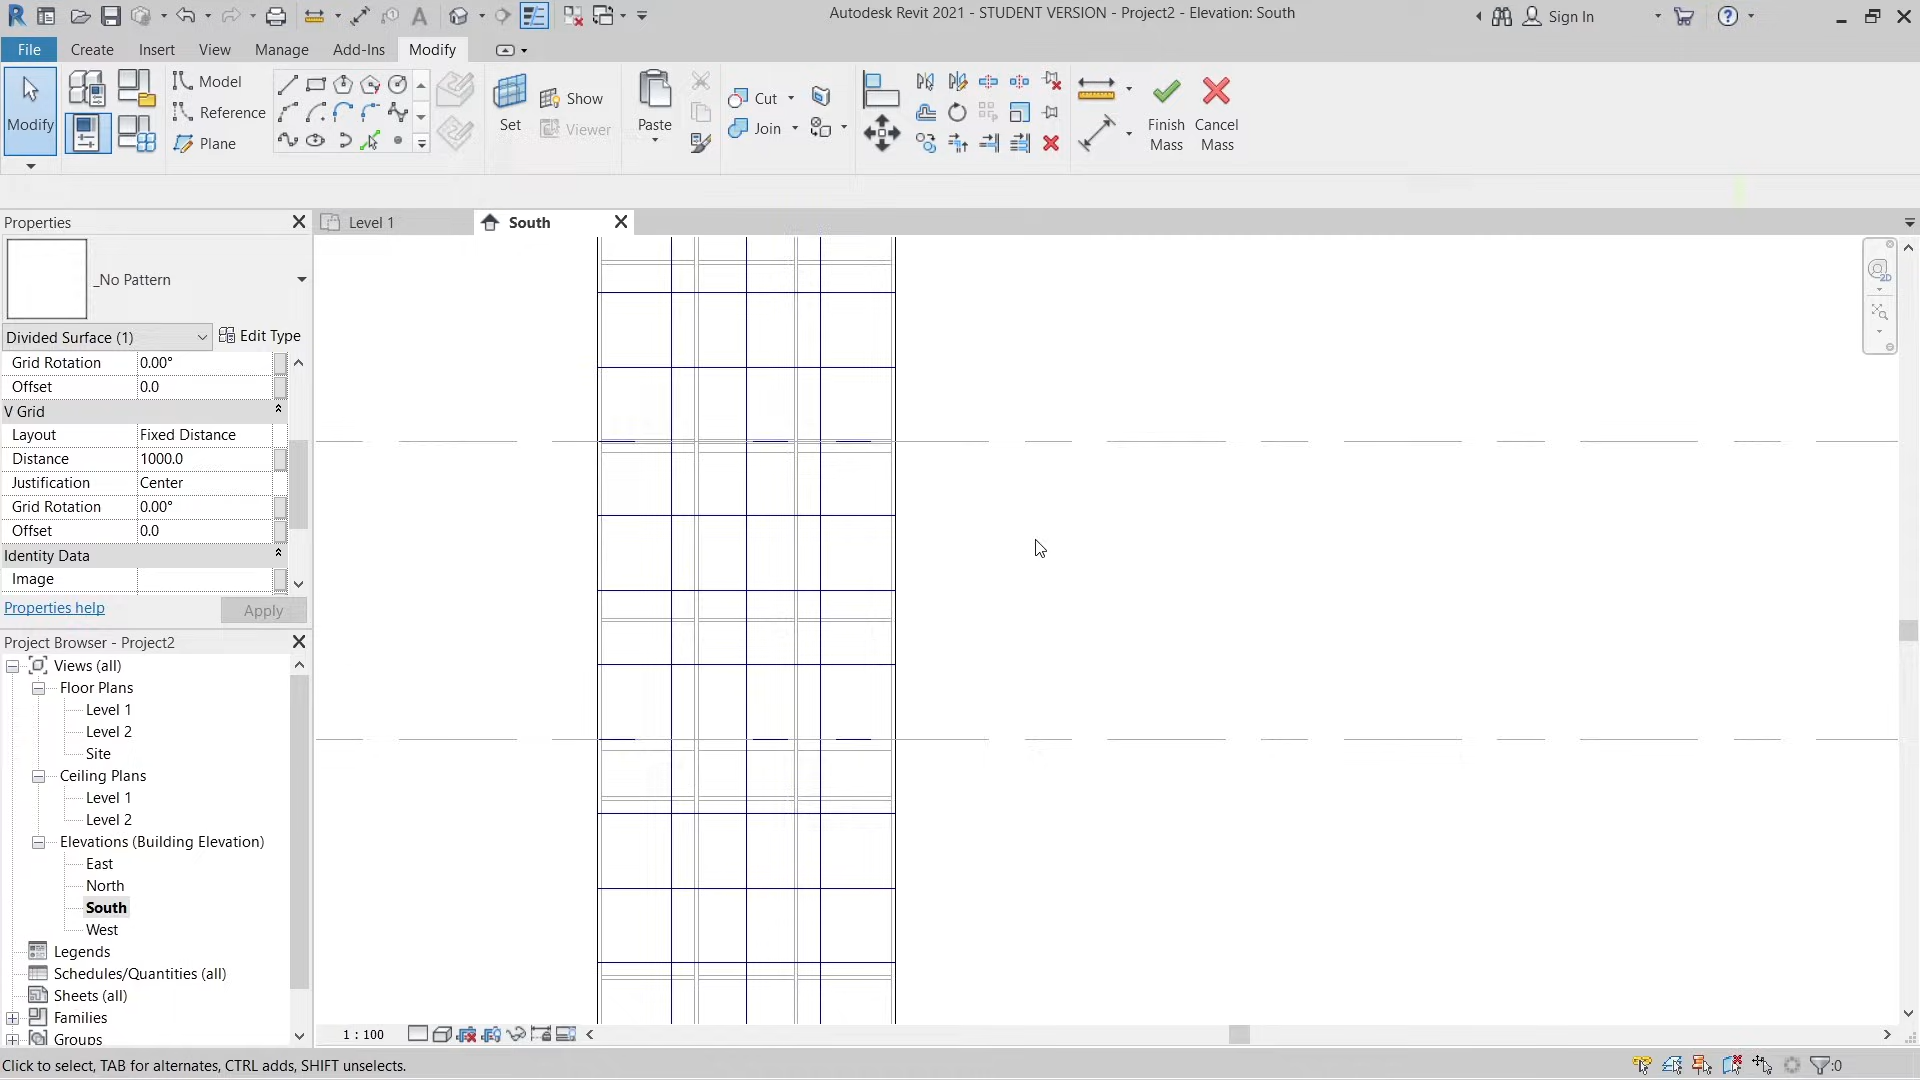 Autodesk Revit 2021 - STUDENT VERSION - Project2 - Elevation: South
Sign In
File Create Insert View Manage Add-Ins Modify
Modify
Model
Reference
Plane
Set
Show
Viewer
Paste
Cut
Join
Finish Mass
Cancel Mass
Properties
Level 1
South
_No Pattern
Divided Surface (1)
Edit Type
Grid Rotation 0.00°
Offset 0.0
V Grid
Layout Fixed Distance
Distance 1000.0
Justification Center
Grid Rotation 0.00°
Offset 0.0
Identity Data
Image
Properties help
Apply
Project Browser - Project2
Views (all)
Floor Plans
Level 1
Level 2
Site
Ceiling Plans
Level 1
Level 2
Elevations (Building Elevation)
East
North
South
West
Legends
Schedules/Quantities (all)
Sheets (all)
Families
Groups
1 : 100
Click to select, TAB for alternates, CTRL adds, SHIFT unselects.
:0